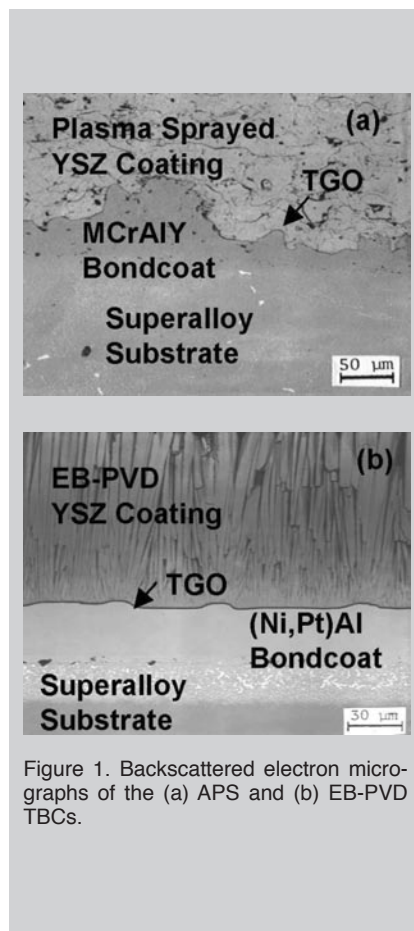 Plasma Sprayed (a)
YSZ Coating
TGO
MCrAlY
Bondcoat
Superalloy
Substrate
50 µm
(b)
EB-PVD
YSZ Coating
TGO
(Ni,Pt)Al
Bondcoat
Superalloy
Substrate
30 µm
Figure 1. Backscattered electron micro-
graphs of the (a) APS and (b) EB-PVD
TBCs.